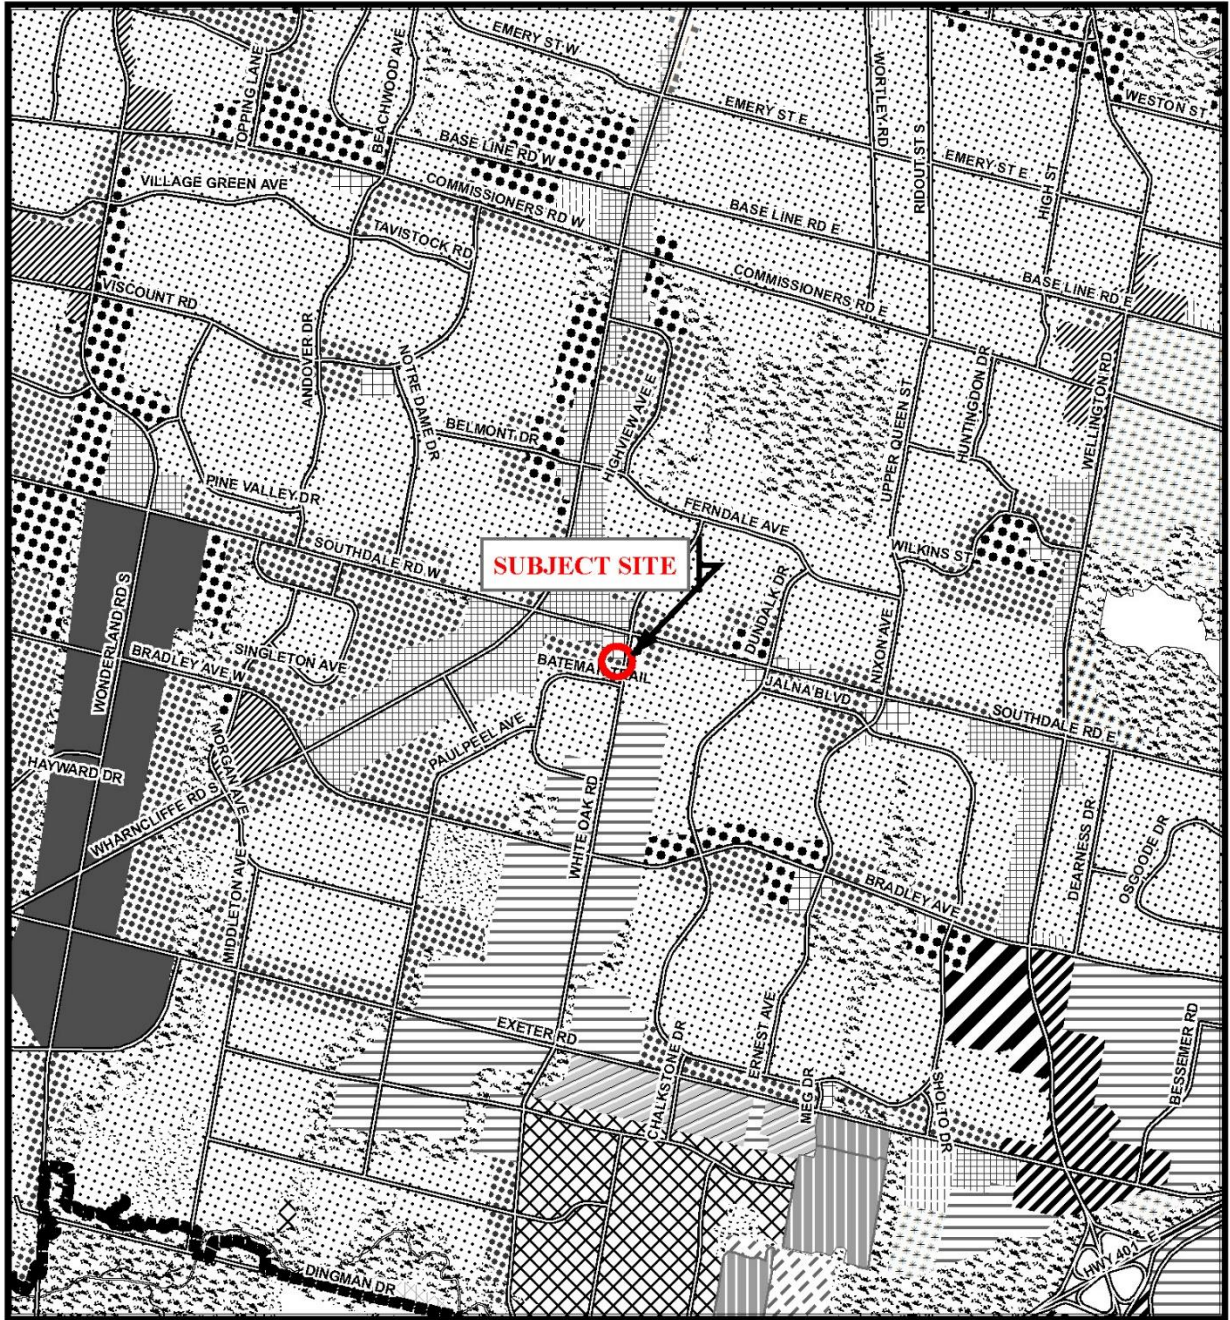 EMERY ST W
TOPPING LANE
BEACHWOOD AVE
WORTLEY RD
RIDOUT ST S
WESTON ST
EMERY ST E
EMERY ST E
BASE LINE RD W
HIGH ST
VILLAGE GREEN AVE
COMMISSIONERS RD W
BASE LINE RD E
TAVISTOCK RD
COMMISSIONERS RD E
BASE LINE RD E
VISCOUNT RD
ANDOVER DR
NOTRE DAME DR
HIGHVIEW AVE E
UPPER QUEEN ST
HUNTINGDON DR
WELLINGTON RD
BELMONT DR
PINE VALLEY DR
FERNDALE AVE
SOUTHDALE RD W
SUBJECT SITE
WILKINS ST
DUNDALK DR
NIXON AVE
WONDERLAND RD S
BRADLEY AVE W
SINGLETON AVE
BATEMAN TRAIL
JALNA BLVD
SOUTHDALE RD E
MORGAN AVE
PAULPEEL AVE
HAYWARD DR
WHARNCLIFFE RD S
WHITE OAK RD
DEARNESS DR
OSGOODE DR
BRADLEY AVE
MIDDLETON AVE
EXETER RD
CHALKSTONE DR
ERNEST AVE
MEG DR
SHOLTO DR
BESSEMER RD
DINGMAN DR
HWY 401 E